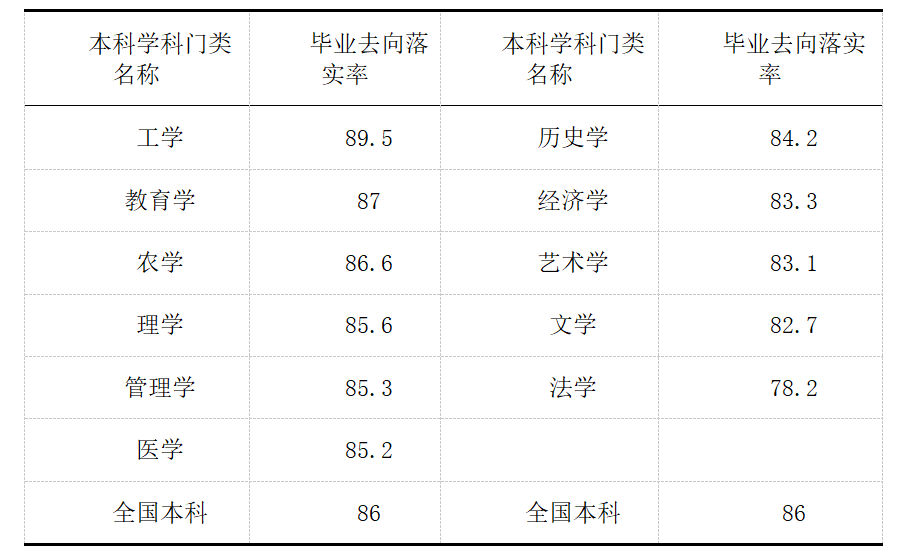 本科学科门类 毕业去向落 本科学科门类 毕业去向落实
名称 实率 名称 率
工学 89.5 历史学 84.2
教育学 87 经济学 83.3
农学 86.6 艺术学 83.1
理学 85.6 文学 82.7
管理学 85.3 法学 78.2
医学 85.2
全国本科 86 全国本科 86